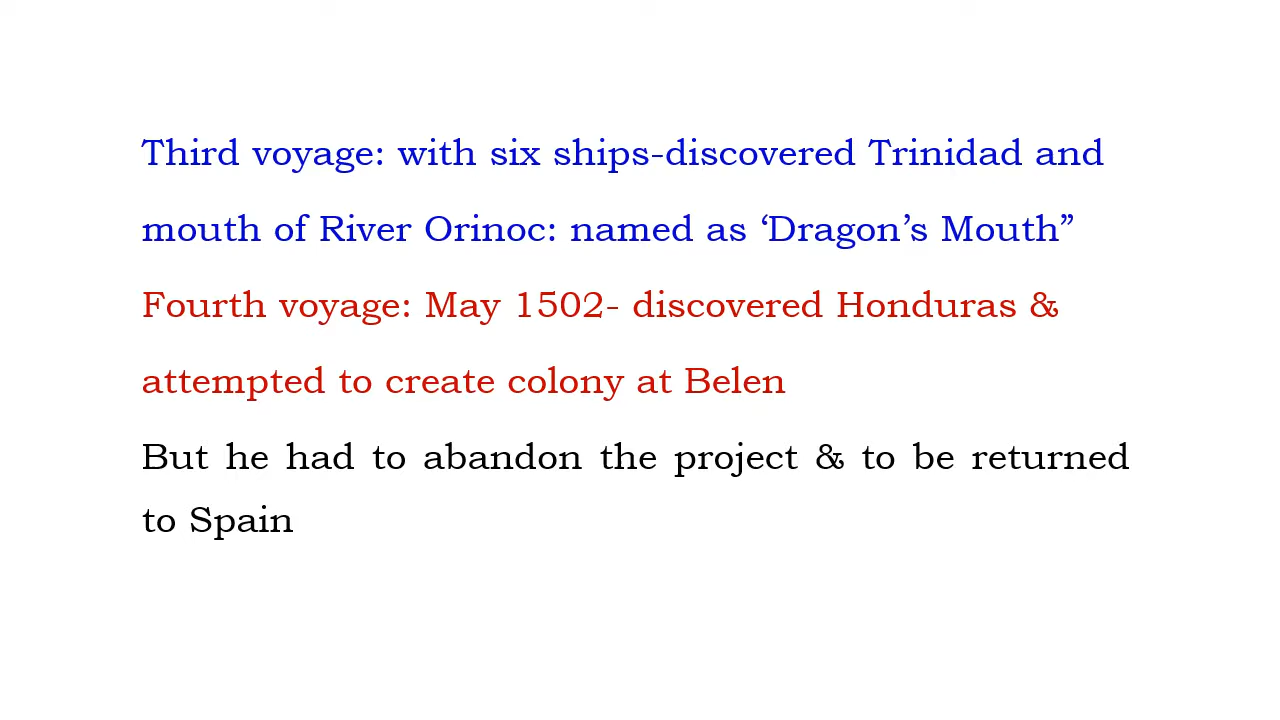 Third voyage: with six ships-discovered Trinidad and
mouth of River Orinoc: named as ‘Dragon’s Mouth”
Fourth voyage: May 1502- discovered Honduras &
attempted to create colony at Belen
But he had to abandon the project & to be returned
to Spain